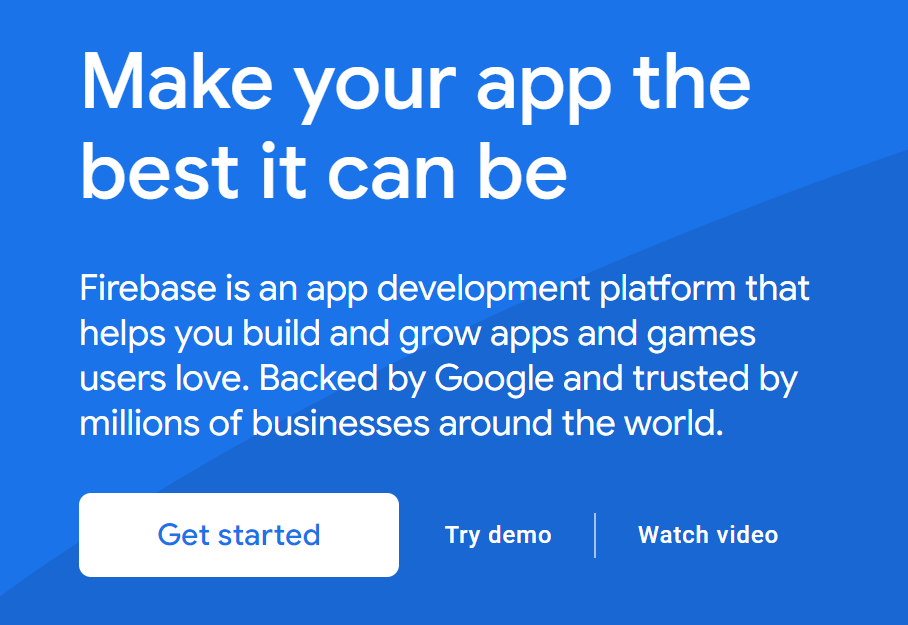 Make your app the
best it can be
Firebase is an app development platform that
helps you build and grow apps and games
users love. Backed by Google and trusted by
millions of businesses around the world.
Get started
Try demo
Watch video